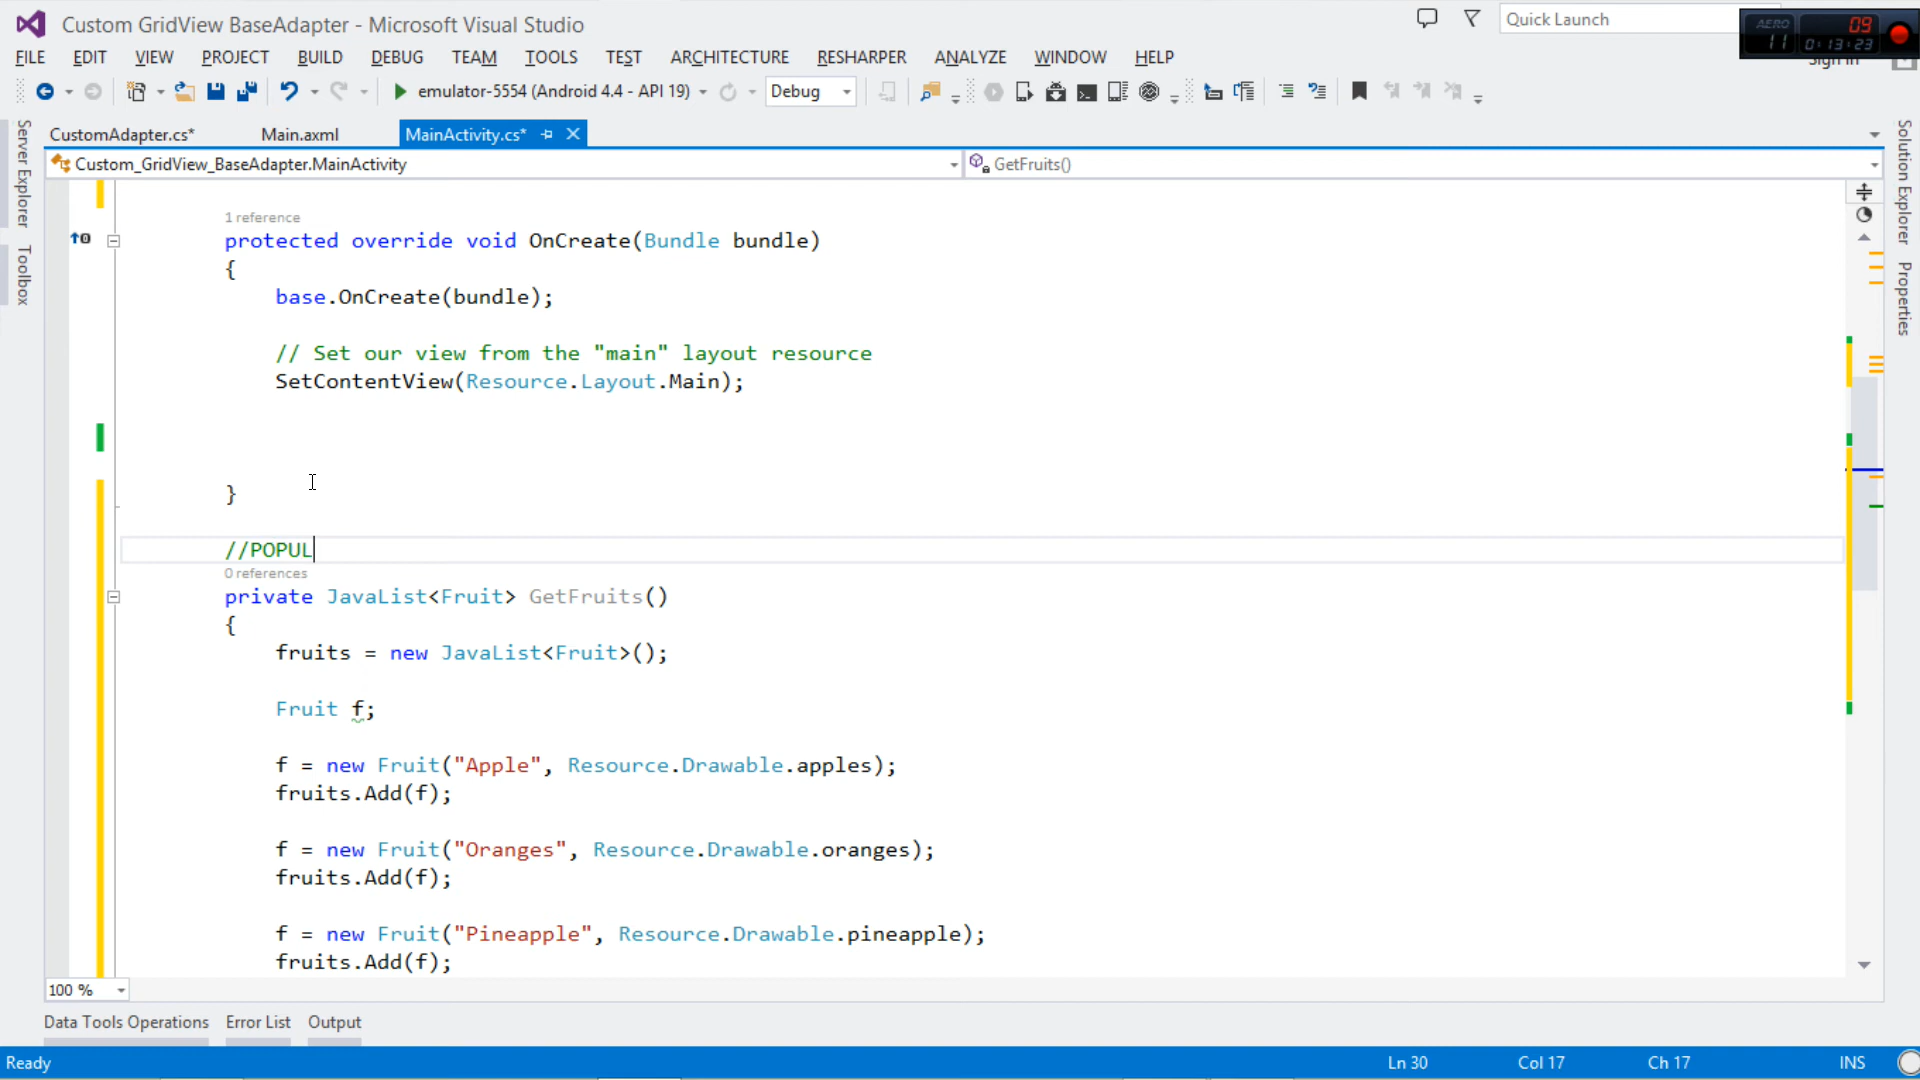 Custom GridView BaseAdapter - Microsoft Visual Studio
Quick Launch
AERO
11
09
0:13:23
FILE EDIT VIEW PROJECT BUILD DEBUG TEAM TOOLS TEST ARCHITECTURE RESHARPER ANALYZE WINDOW HELP
Sign in
emulator-5554 (Android 4.4 - API 19)
Debug
CustomAdapter.cs*
Main.axml
MainActivity.cs*
Custom_GridView_BaseAdapter.MainActivity
GetFruits()
Server Explorer
Toolbox
Solution Explorer
Properties
1 reference
protected override void OnCreate(Bundle bundle)
{
base.OnCreate(bundle);
// Set our view from the "main" layout resource
SetContentView(Resource.Layout.Main);
}
//POPUL
0 references
private JavaList<Fruit> GetFruits()
{
fruits = new JavaList<Fruit>();
Fruit f;
f = new Fruit("Apple", Resource.Drawable.apples);
fruits.Add(f);
f = new Fruit("Oranges", Resource.Drawable.oranges);
fruits.Add(f);
f = new Fruit("Pineapple", Resource.Drawable.pineapple);
fruits.Add(f);
100 %
Data Tools Operations
Error List
Output
Ready
Ln 30
Col 17
Ch 17
INS